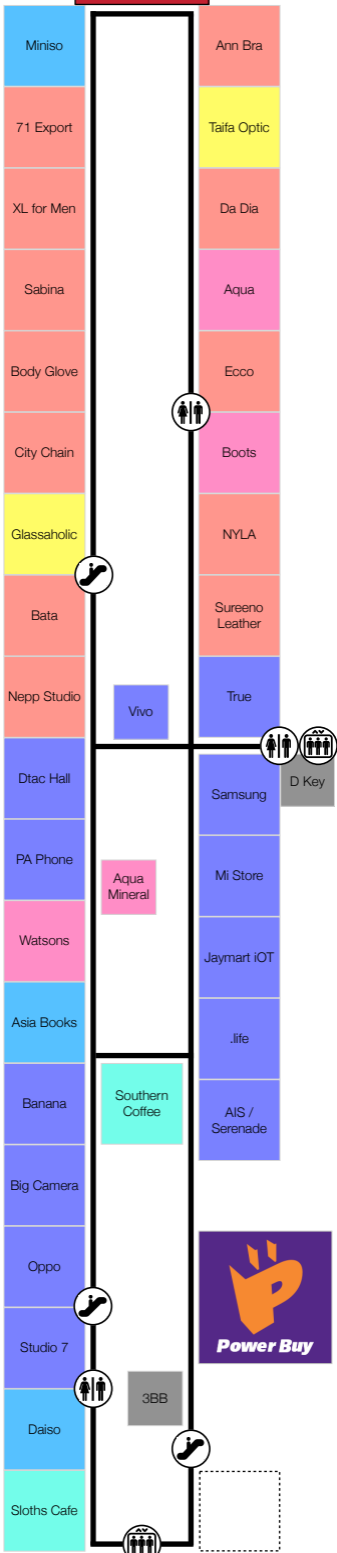 Miniso
71 Export
XL for Men
Sabina
Body Glove
City Chain
Glassaholic
Bata
Nepp Studio
Dtac Hall
PA Phone
Watsons
Asia Books
Banana
Big Camera
Oppo
Studio 7
Daiso
Sloths Cafe
Vivo
Aqua
Mineral
Southern
Coffee
3BB
Ann Bra
Taifa Optic
Da Dia
Aqua
Ecco
Boots
NYLA
Sureeno
Leather
True
D Key
Samsung
Mi Store
Jaymart iOT
.life
AIS /
Serenade
Power Buy